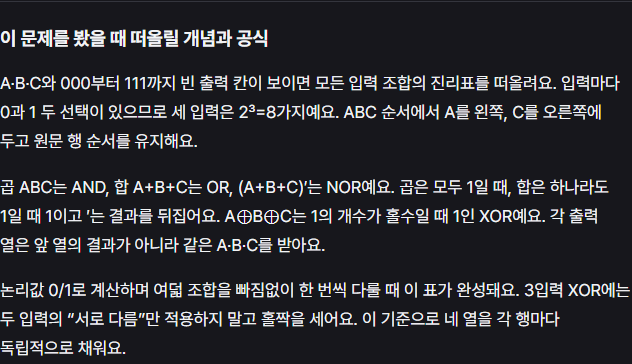 이 문제를 봤을 때 떠올릴 개념과 공식
A·B·C와 000부터 111까지 빈 출력 칸이 보이면 모든 입력 조합의 진리표를 떠올려요. 입력마다
0과 1 두 선택이 있으므로 세 입력은 2³=8가지예요. ABC 순서에서 A를 왼쪽, C를 오른쪽에
두고 원문 행 순서를 유지해요.
곱 ABC는 AND, 합 A+B+C는 OR, (A+B+C)′는 NOR예요. 곱은 모두 1일 때, 합은 하나라도
1일 때 1이고 ′는 결과를 뒤집어요. A⊕B⊕C는 1의 개수가 홀수일 때 1인 XOR예요. 각 출력
열은 앞 열의 결과가 아니라 같은 A·B·C를 받아요.
논리값 0/1로 계산하며 여덟 조합을 빠짐없이 한 번씩 다룰 때 이 표가 완성돼요. 3입력 XOR에는
두 입력의 “서로 다름”만 적용하지 말고 홀짝을 세어요. 이 기준으로 네 열을 각 행마다
독립적으로 채워요.